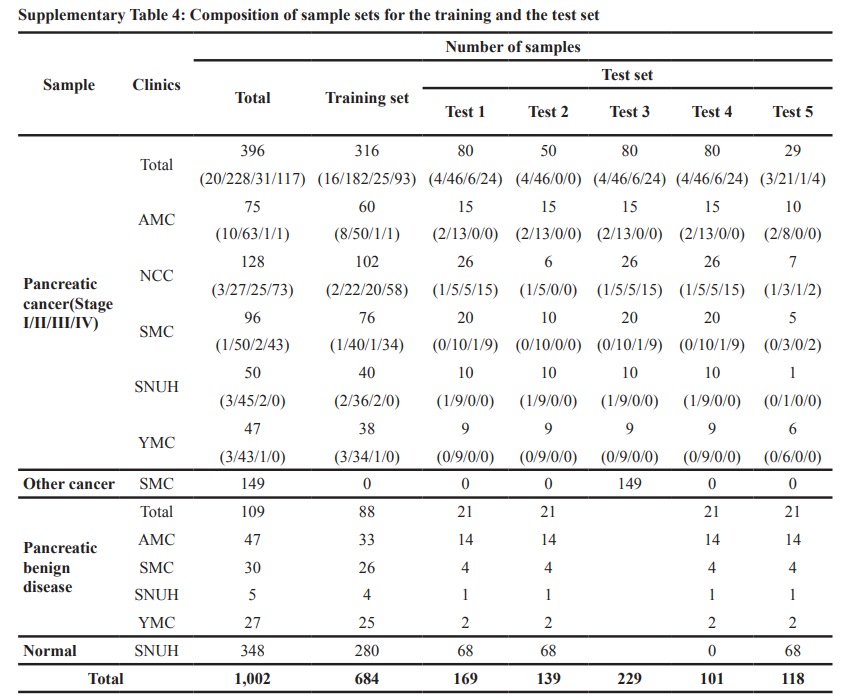 Supplementary Table 4: Composition of sample sets for the training and the test set
Number of samples
Sample Clinics Total Training set Test set
Test 1 Test 2 Test 3 Test 4 Test 5
Pancreatic cancer(Stage I/II/III/IV)
Total 396 316 80 50 80 80 29
(20/228/31/117) (16/182/25/93) (4/46/6/24) (4/46/0/0) (4/46/6/24) (4/46/6/24) (3/21/1/4)
AMC 75 60 15 15 15 15 10
(10/63/1/1) (8/50/1/1) (2/13/0/0) (2/13/0/0) (2/13/0/0) (2/13/0/0) (2/8/0/0)
NCC 128 102 26 6 26 26 7
(3/27/25/73) (2/22/20/58) (1/5/5/15) (1/5/0/0) (1/5/5/15) (1/5/5/15) (1/3/1/2)
SMC 96 76 20 10 20 20 5
(1/50/2/43) (1/40/1/34) (0/10/1/9) (0/10/0/0) (0/10/1/9) (0/10/1/9) (0/3/0/2)
SNUH 50 40 10 10 10 10 1
(3/45/2/0) (2/36/2/0) (1/9/0/0) (1/9/0/0) (1/9/0/0) (1/9/0/0) (0/1/0/0)
YMC 47 38 9 9 9 9 6
(3/43/1/0) (3/34/1/0) (0/9/0/0) (0/9/0/0) (0/9/0/0) (0/9/0/0) (0/6/0/0)
Other cancer SMC 149 0 0 0 149 0 0
Pancreatic benign disease
Total 109 88 21 21 21 21
AMC 47 33 14 14 14 14
SMC 30 26 4 4 4 4
SNUH 5 4 1 1 1 1
YMC 27 25 2 2 2 2
Normal SNUH 348 280 68 68 0 68
Total 1,002 684 169 139 229 101 118